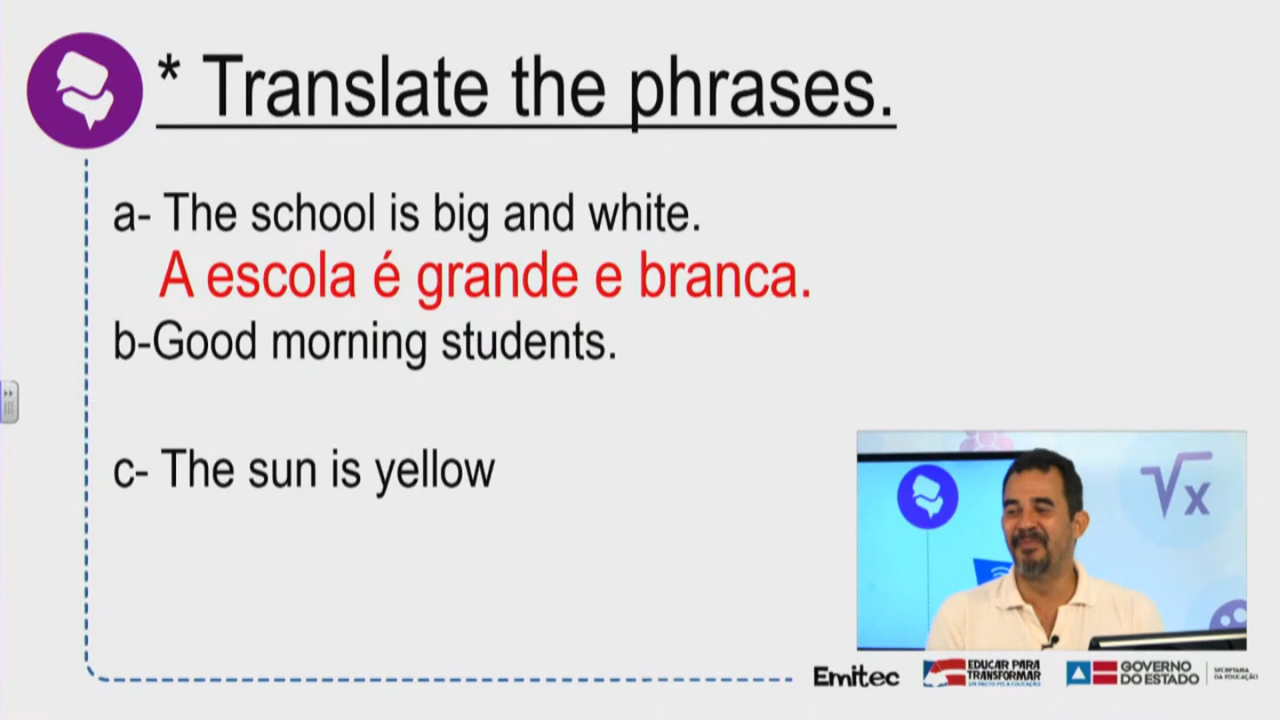 * Translate the phrases.
a- The school is big and white.
A escola é grande e branca.
b-Good morning students.
c- The sun is yellow
√x
Emitec
EDUCAR PARA
TRANSFORMAR
UM PACTO PELA EDUCAÇÃO
GOVERNO
DO ESTADO
SECRETARIA
DA EDUCAÇÃO